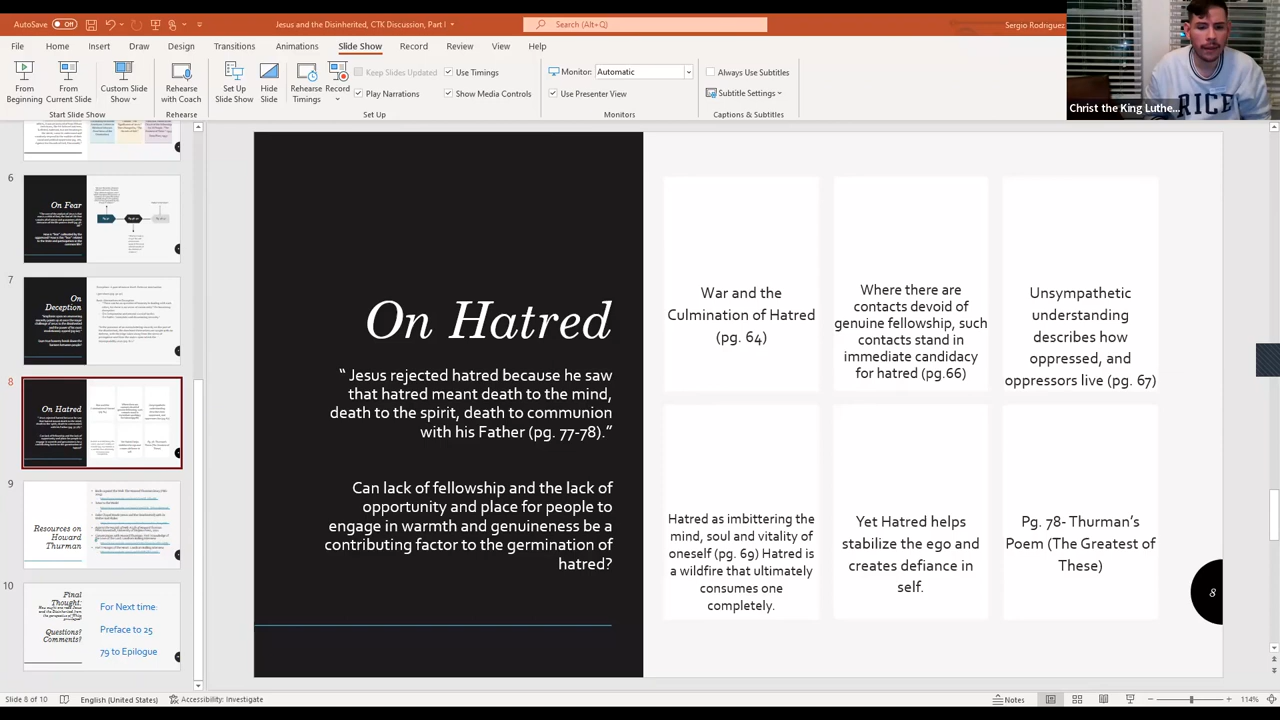 AutoSave Off Jesus and the Disinherited, CTK Discussion, Part I Search (Alt+Q) Sergio Rodriguez
File Home Insert Draw Design Transitions Animations Slide Show Record Review View Help
From Beginning
From Current Slide
Custom Slide Show
Start Slide Show
Rehearse with Coach
Rehearse
Set Up Slide Show
Hide Slide
Rehearse Timings
Record
Keep Slides Updated
Play Narrations
Use Timings
Show Media Controls
Set Up
Monitor: Automatic
Use Presenter View
Monitors
Always Use Subtitles
Subtitle Settings
Captions & Subtitles
Christ the King Luthe...
RICE
6
On Fear
7
On
Deception
8
On Hatred
9
Resources on
Howard
Thurman
10
Final
Thought:
Questions?
Comments?
For Next time:
Preface to 25
79 to Epilogue
On Hatred
“ Jesus rejected hatred because he saw
that hatred meant death to the mind,
death to the spirit, death to communion
with his Father (pg. 77-78).”
Can lack of fellowship and the lack of
opportunity and place for people to
engage in warmth and genuineness be a
contributing factor to the germination of
hatred?
War and the
Culmination of Hatred
(pg. 64)
Where there are
contacts devoid of
genuine fellowship, such
contacts stand in
immediate candidacy
for hatred (pg.66)
Unsympathetic
understanding
describes how
oppressed, and
oppressors live (pg. 67)
Hatred as imbittering the
mind, soul and vitality of
oneself (pg. 69) Hatred is
a wildfire that ultimately
consumes one
completely.
Yet Hatred helps
stabilize the ego and
creates defiance in
self.
Pg. 78- Thurman’s
Poem (The Greatest of
These)
8
Slide 8 of 10 English (United States) Accessibility: Investigate Notes 114%